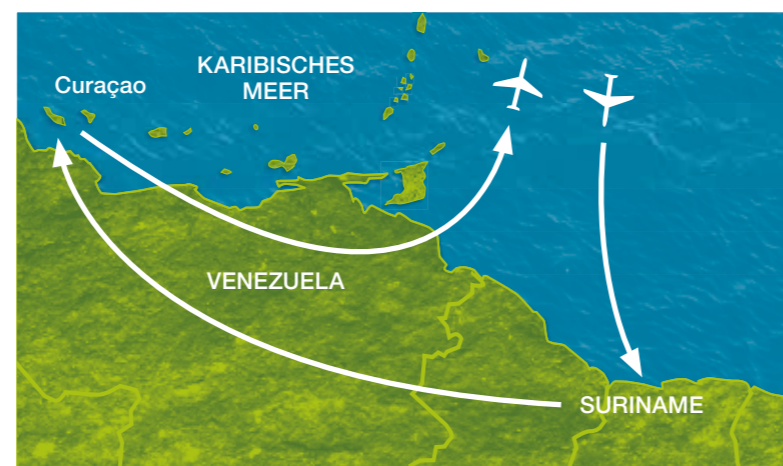 KARIBISCHES
MEER
Curaçao
VENEZUELA
SURINAME